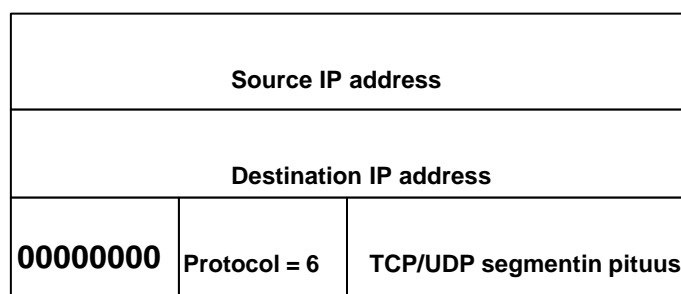 Source IP address
Destination IP address
00000000 Protocol = 6 TCP/UDP segmentin pituus